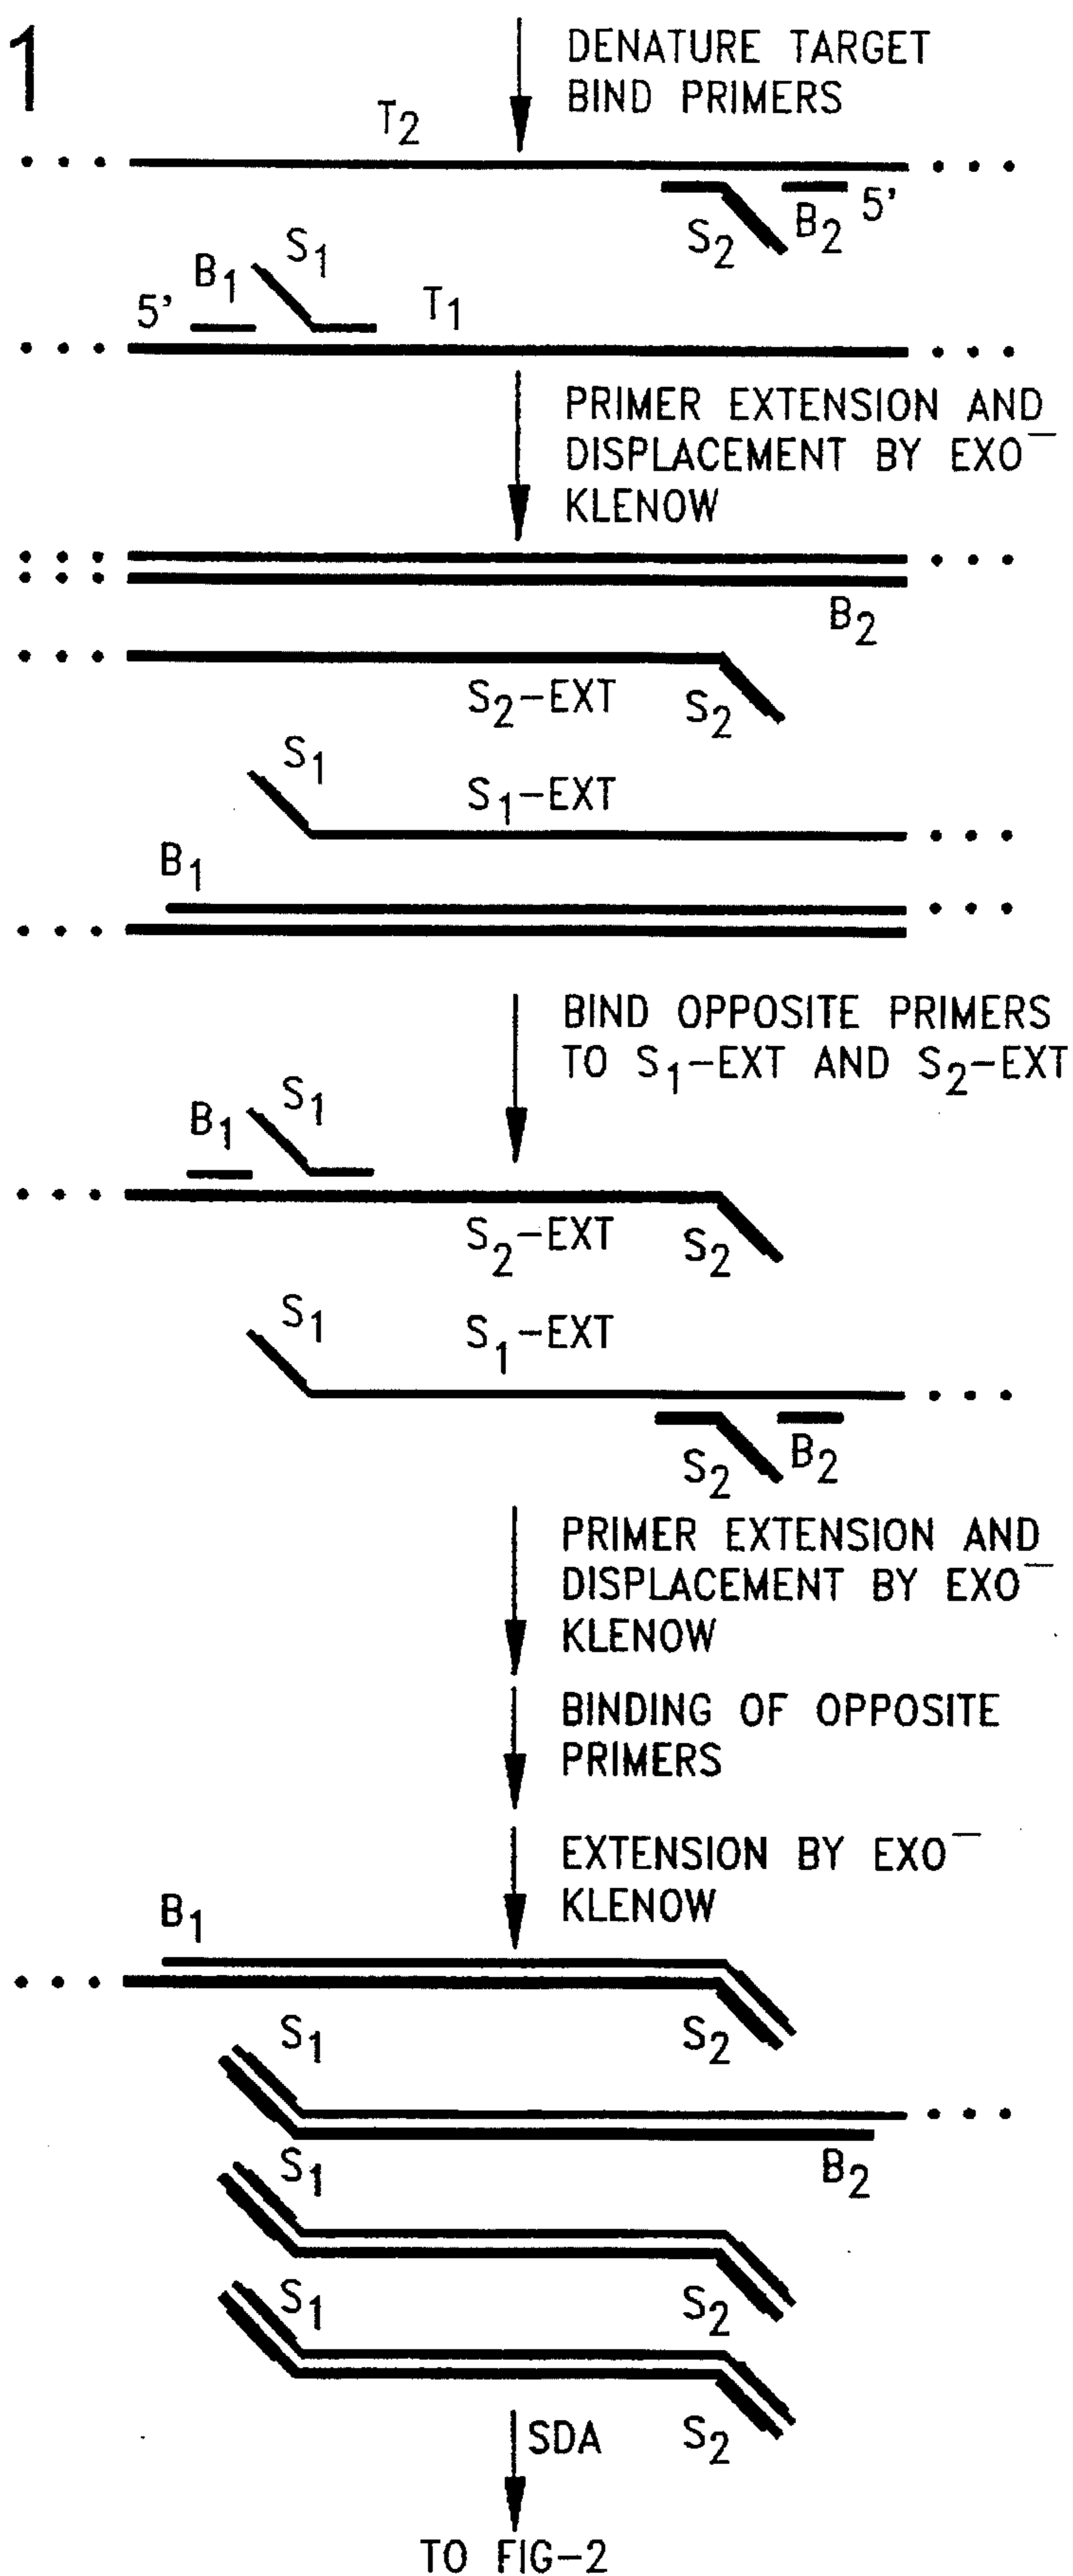 1
DENATURE TARGET
BIND PRIMERS
T2
S2
B2
5'
S1
B1
5'
T1
PRIMER EXTENSION AND
DISPLACEMENT BY EXO⁻
KLENOW
B2
S2-EXT
S2
S1
S1-EXT
B1
BIND OPPOSITE PRIMERS
TO S1-EXT AND S2-EXT
S1
B1
S2-EXT
S2
S1
S1-EXT
S2
B2
PRIMER EXTENSION AND
DISPLACEMENT BY EXO⁻
KLENOW
BINDING OF OPPOSITE
PRIMERS
EXTENSION BY EXO⁻
KLENOW
B1
S1
S2
S1
B2
S1
S2
S2
SDA
TO FIG-2